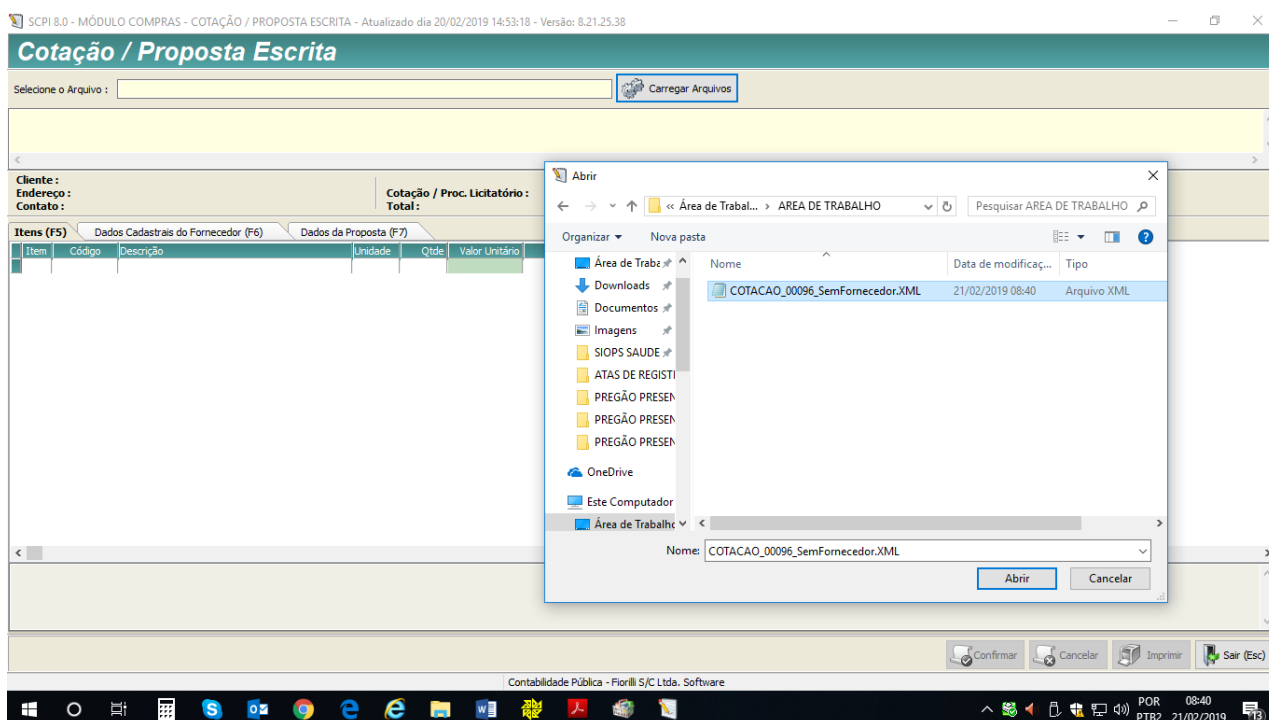 SCPI 8.0 - MÓDULO COMPRAS - COTAÇÃO / PROPOSTA ESCRITA - Atualizado dia 20/02/2019 14:53:18 - Versão: 8.21.25.38
Cotação / Proposta Escrita
Selecione o Arquivo :
Carregar Arquivos
Cliente :
Endereço :
Contato :
Cotação / Proc. Licitatório :
Total :
Itens (F5)
Dados Cadastrais do Fornecedor (F6)
Dados da Proposta (F7)
Item Código Descrição Unidade Qtde Valor Unitário
Abrir
« Área de Trabal... > AREA DE TRABALHO
Pesquisar AREA DE TRABALHO
Organizar
Nova pasta
Nome Data de modificaç... Tipo
COTACAO_00096_SemFornecedor.XML 21/02/2019 08:40 Arquivo XML
Área de Traba
Downloads
Documentos
Imagens
SIOPS SAUDE
ATAS DE REGISTI
PREGÃO PRESEN
PREGÃO PRESEN
PREGÃO PRESEN
OneDrive
Este Computador
Área de Trabalho
Nome: COTACAO_00096_SemFornecedor.XML
Abrir
Cancelar
Confirmar
Cancelar
Imprimir
Sair (Esc)
Contabilidade Pública - Fiorilli S/C Ltda. Software
POR 08:40
PTB2 21/02/2019
13